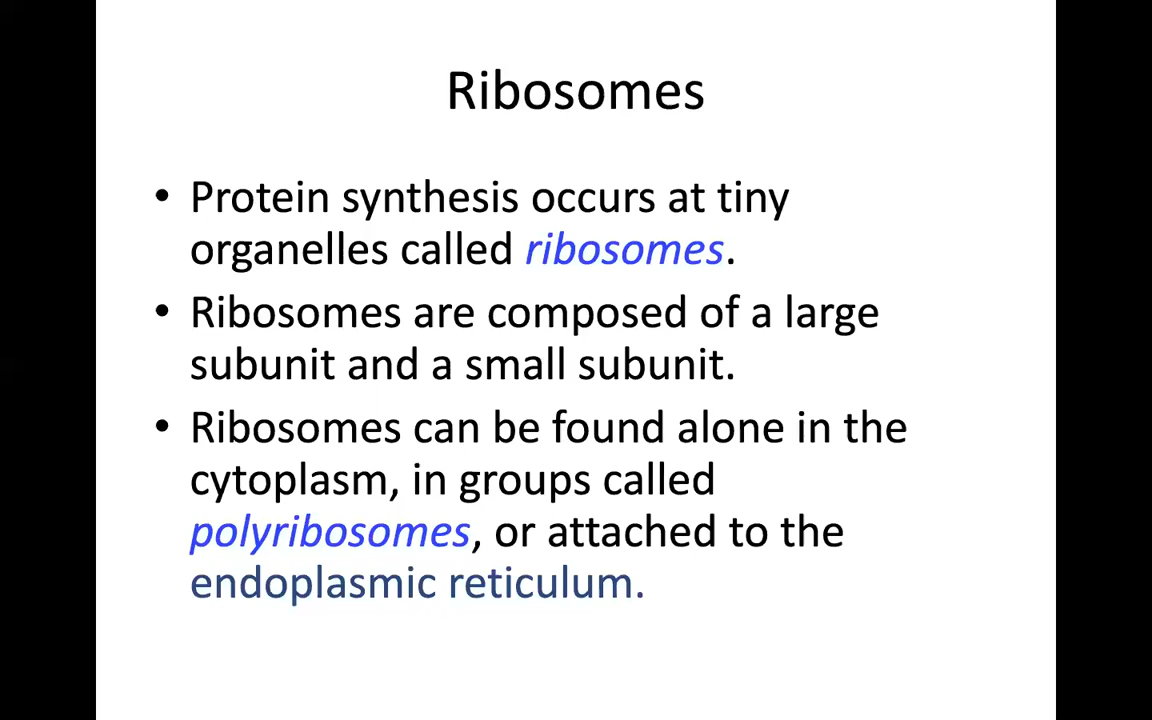 Ribosomes
• Protein synthesis occurs at tiny
organelles called ribosomes.
• Ribosomes are composed of a large
subunit and a small subunit.
• Ribosomes can be found alone in the
cytoplasm, in groups called
polyribosomes, or attached to the
endoplasmic reticulum.